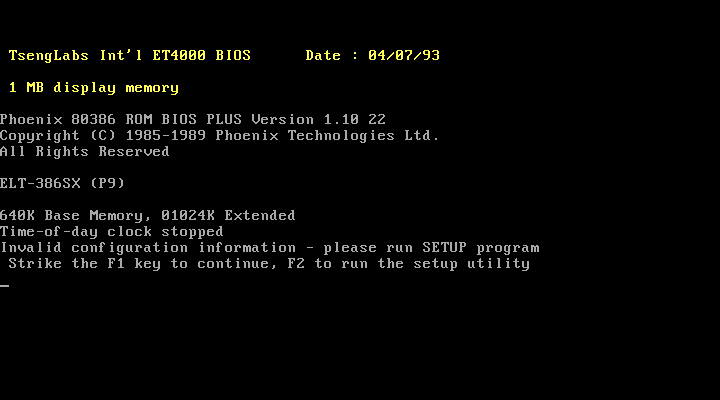 TsengLabs Int'l ET4000 BIOS      Date : 04/07/93
1 MB display memory
Phoenix 80386 ROM BIOS PLUS Version 1.10 22
Copyright (C) 1985-1989 Phoenix Technologies Ltd.
All Rights Reserved
ELT-386SX (P9)
640K Base Memory, 01024K Extended
Time-of-day clock stopped
Invalid configuration information - please run SETUP program
Strike the F1 key to continue, F2 to run the setup utility